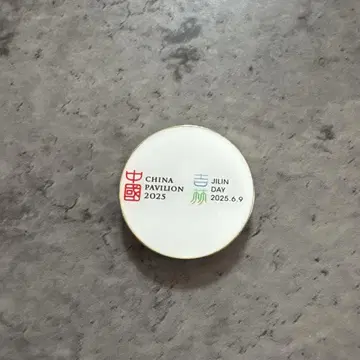 中國
CHINA
PAVILION
2025
吉林
JILIN
DAY
2025.6.9